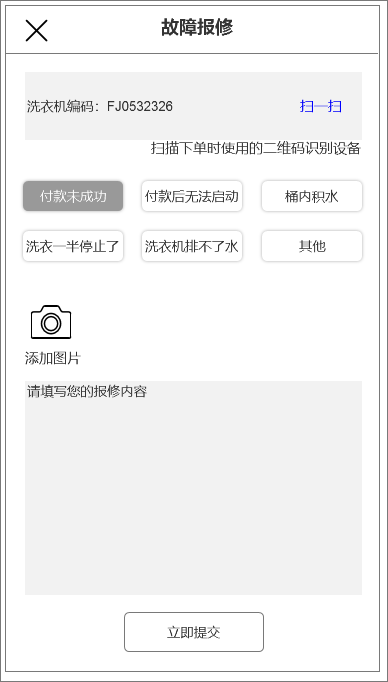 故障报修
洗衣机编码：FJ0532326 扫一扫
扫描下单时使用的二维码识别设备
付款未成功 付款后无法启动 桶内积水
洗衣一半停止了 洗衣机排不了水 其他
添加图片
请填写您的报修内容
立即提交